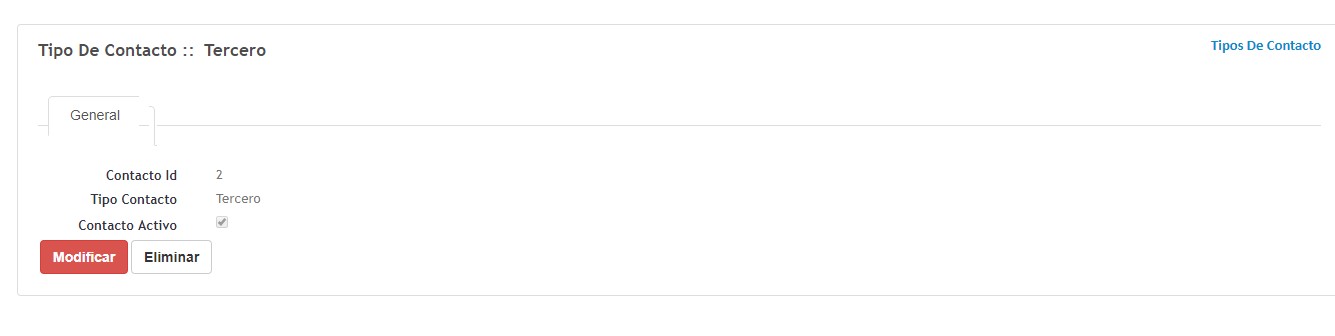 Tipo De Contacto :: Tercero
Tipos De Contacto
General
Contacto Id 2
Tipo Contacto Tercero
Contacto Activo
Modificar Eliminar